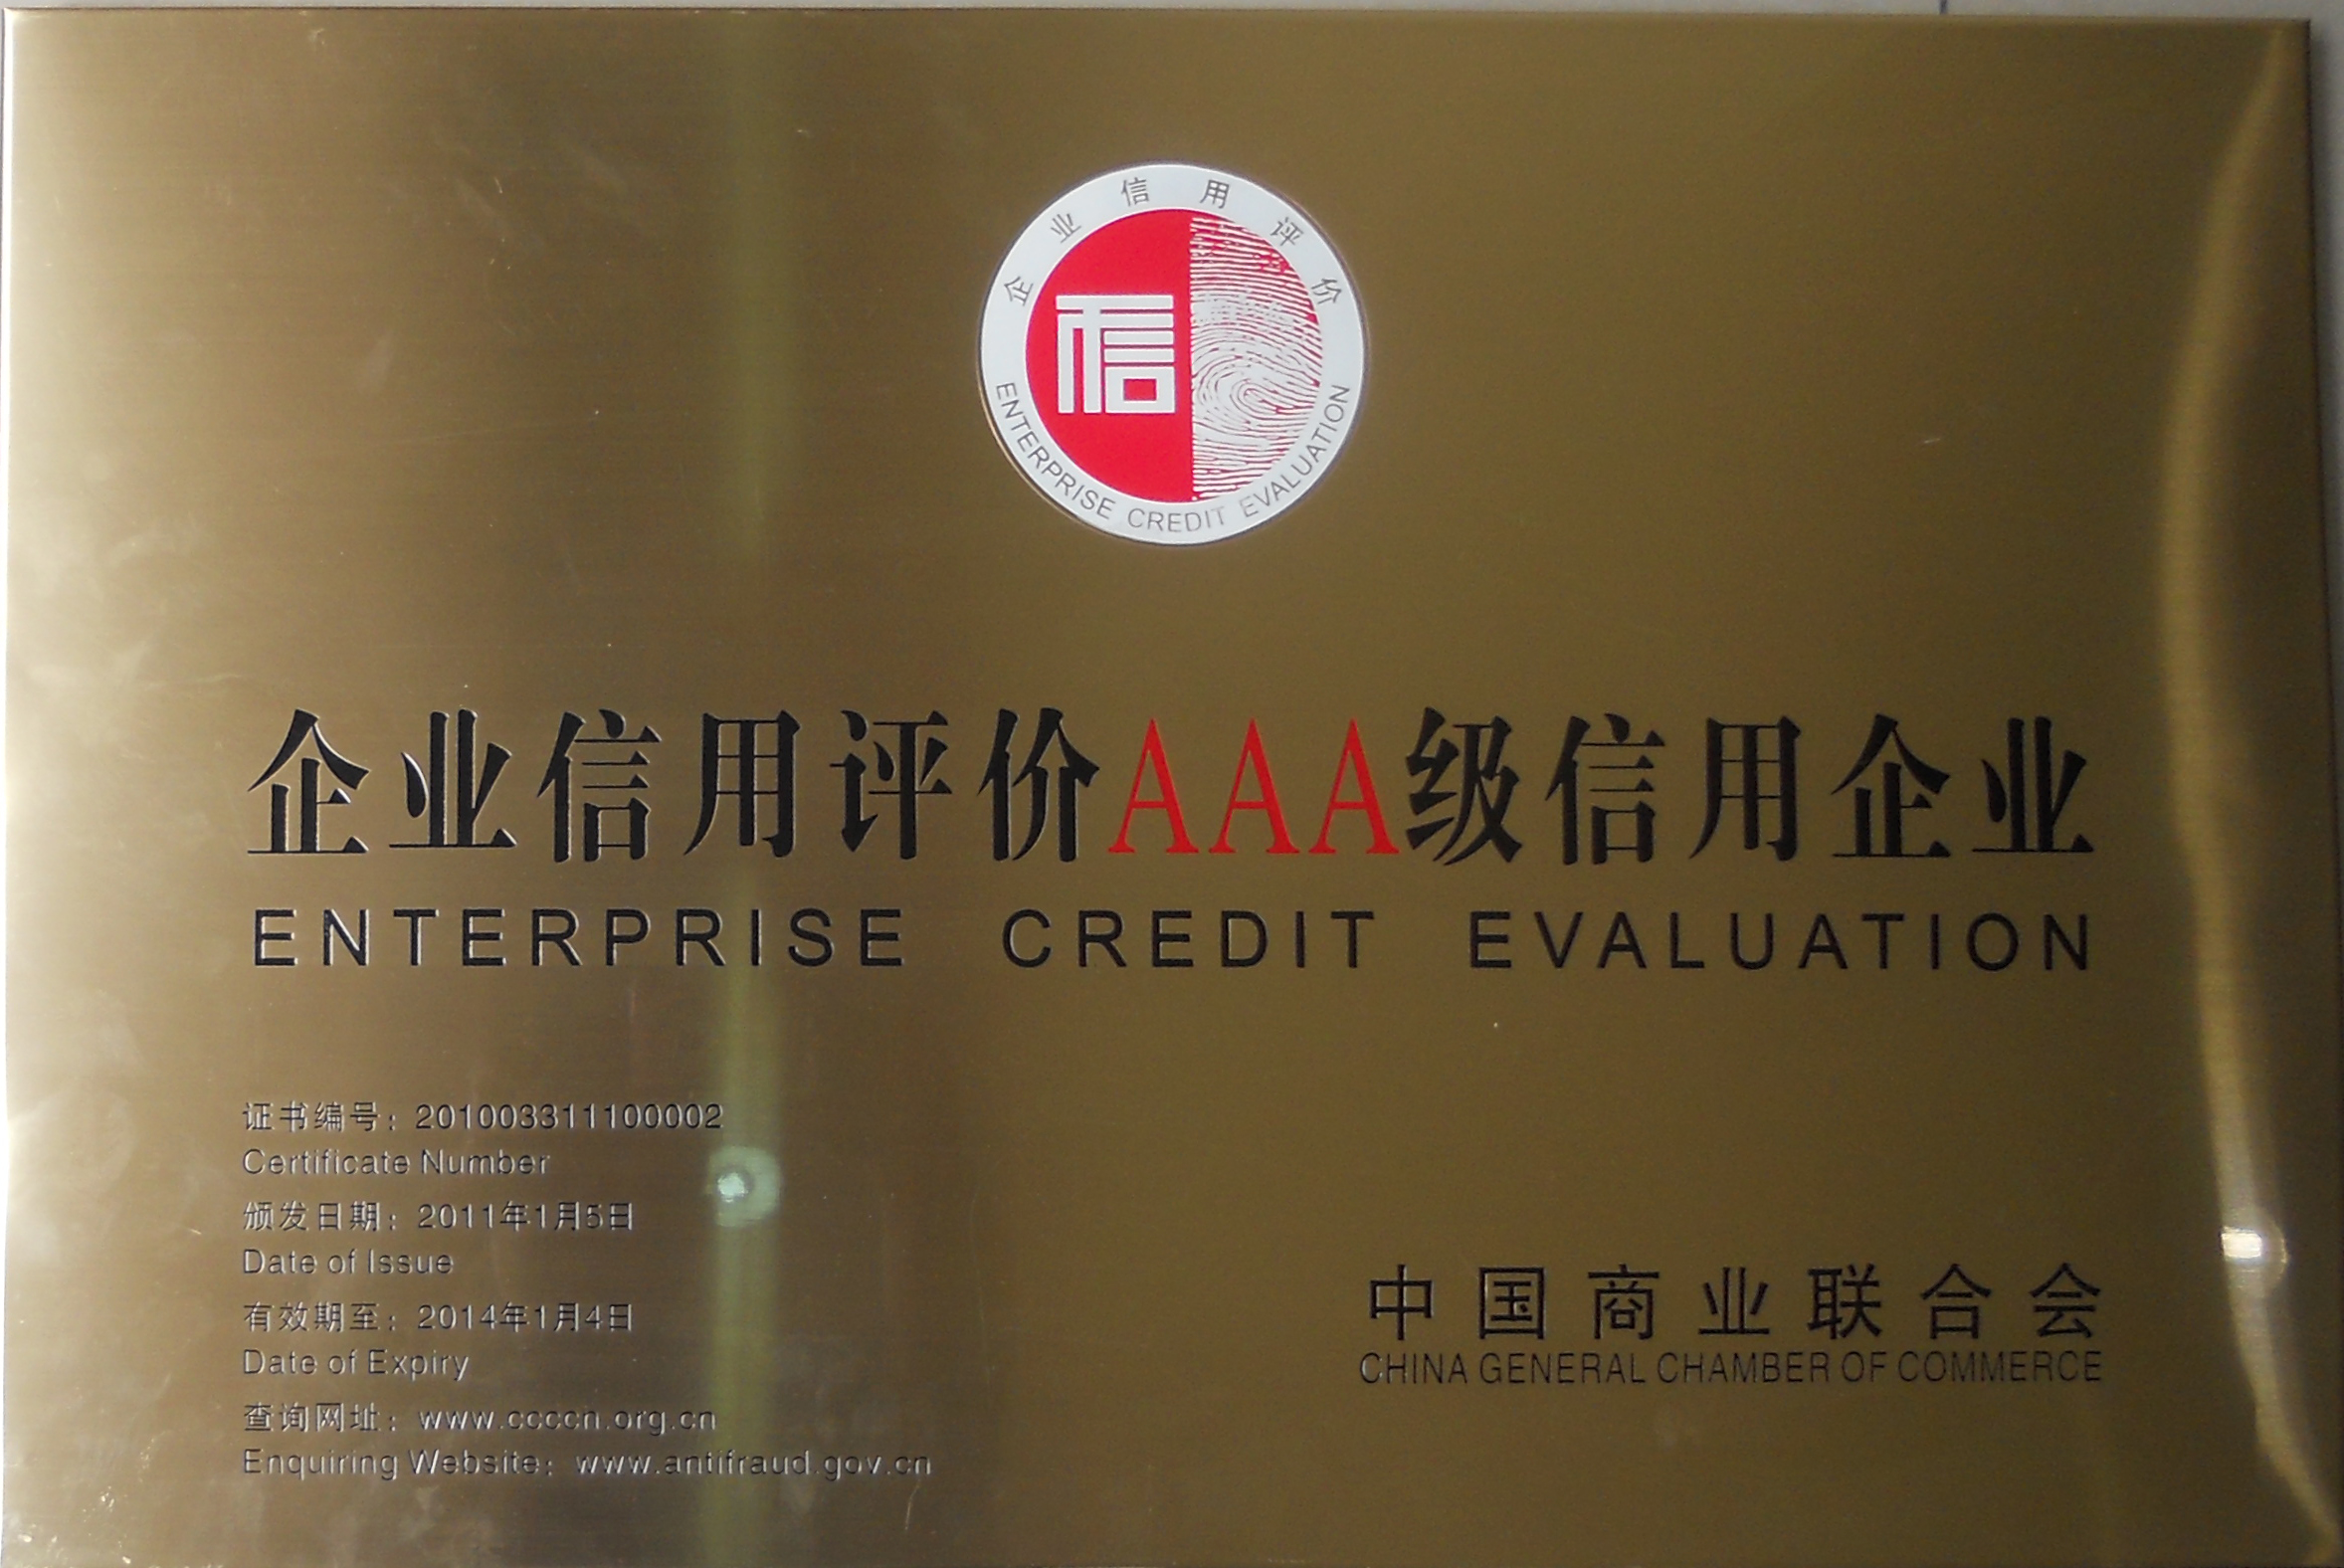 企业信用评价
信
ENTERPRISE CREDIT EVALUATION
企业信用评价AAA级信用企业
ENTERPRISE CREDIT EVALUATION
证书编号：201003311100002
Certificate Number
颁发日期：2011年1月5日
Date of Issue
有效期至：2014年1月4日
Date of Expiry
查询网址：www.ccccn.org.cn
Enquiring Website：www.antifraud.gov.cn
中国商业联合会
CHINA GENERAL CHAMBER OF COMMERCE